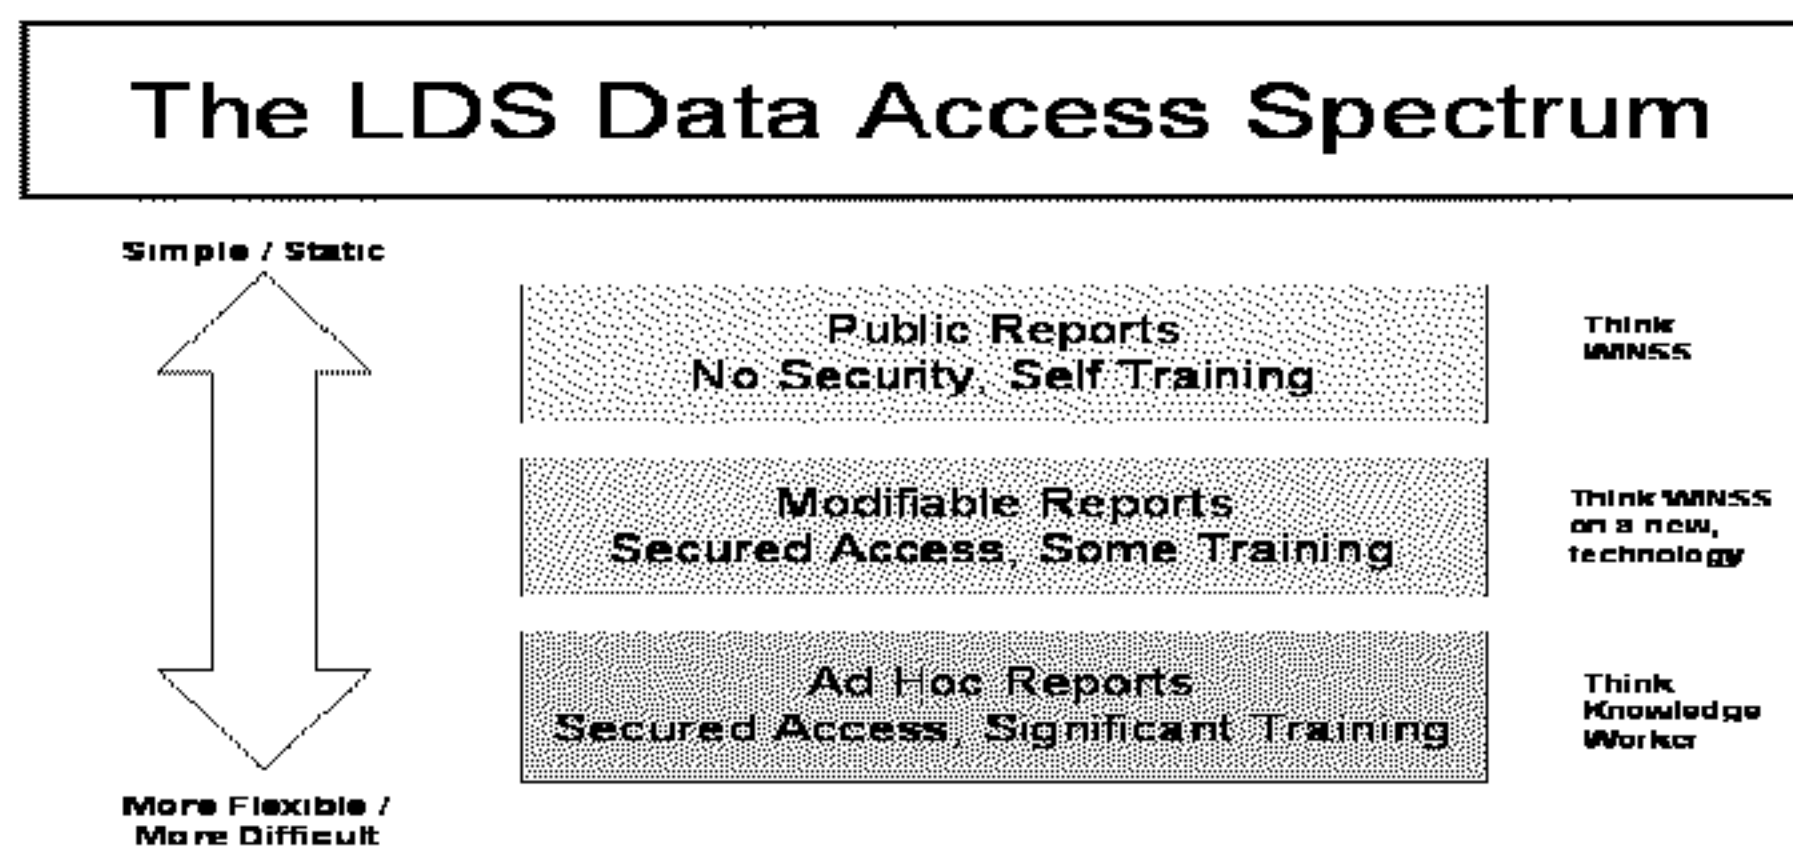 The LDS Data Access Spectrum
Simple / Static
Public Reports
No Security, Self Training
Think
WINSS
Modifiable Reports
Secured Access, Some Training
Think WINSS
on a new,
technology
Ad Hoc Reports
Secured Access, Significant Training
Think
Knowledge
Worker
More Flexible /
More Difficult